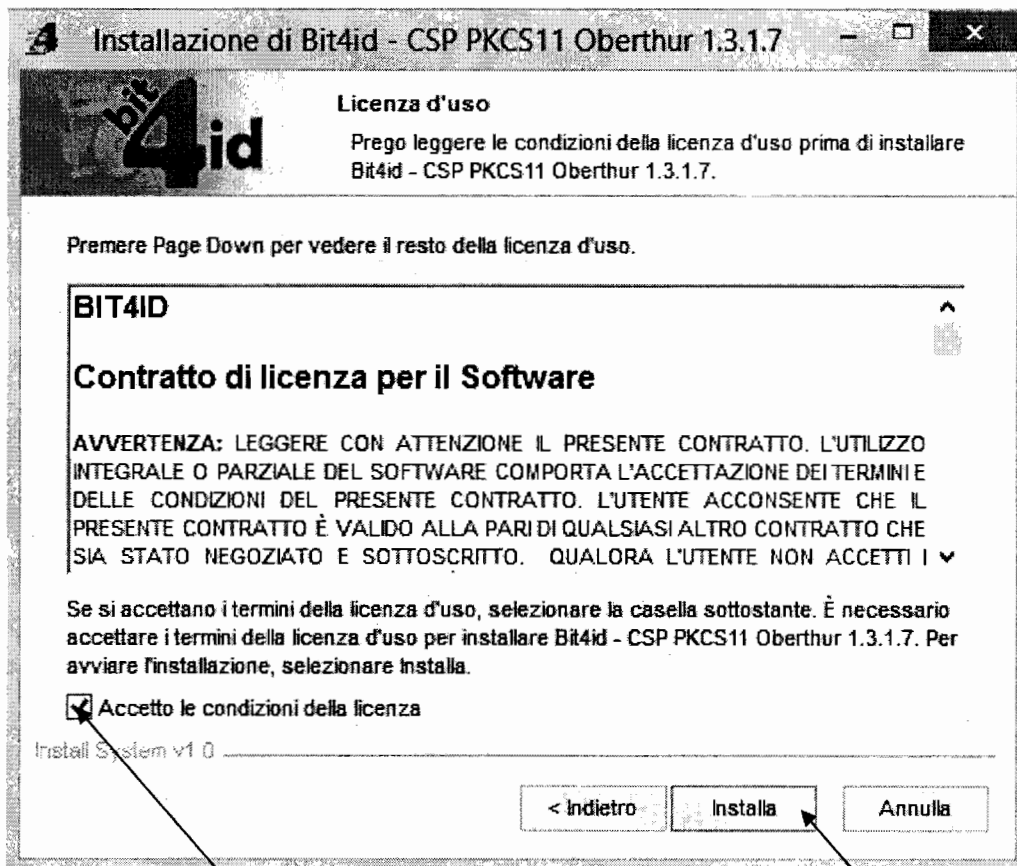 Installazione di Bit4id - CSP PKCS11 Oberthur 1.3.1.7
bit
4id
Licenza d'uso
Prego leggere le condizioni della licenza d'uso prima di installare
Bit4id - CSP PKCS11 Oberthur 1.3.1.7.
Premere Page Down per vedere il resto della licenza d'uso.
BIT4ID
Contratto di licenza per il Software
AVVERTENZA: LEGGERE CON ATTENZIONE IL PRESENTE CONTRATTO. L'UTILIZZO
INTEGRALE O PARZIALE DEL SOFTWARE COMPORTA L'ACCETTAZIONE DEI TERMINI E
DELLE CONDIZIONI DEL PRESENTE CONTRATTO. L'UTENTE ACCONSENTE CHE IL
PRESENTE CONTRATTO È VALIDO ALLA PARI DI QUALSIASI ALTRO CONTRATTO CHE
SIA STATO NEGOZIATO E SOTTOSCRITTO. QUALORA L'UTENTE NON ACCETTI I
Se si accettano i termini della licenza d'uso, selezionare la casella sottostante. È necessario
accettare i termini della licenza d'uso per installare Bit4id - CSP PKCS11 Oberthur 1.3.1.7. Per
avviare l'installazione, selezionare Installa.
Accetto le condizioni della licenza
Install System v1.0
< Indietro
Installa
Annulla